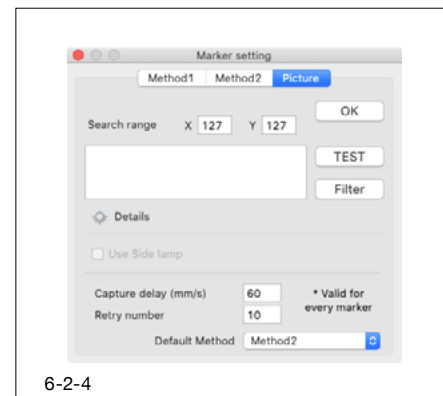 Marker setting
Method1 Method2 Picture
OK
Search range X 127 Y 127
TEST
Filter
Details
Use Side lamp
Capture delay (mm/s) 60 * Valid for
Retry number 10 every marker
Default Method Method2
6-2-4